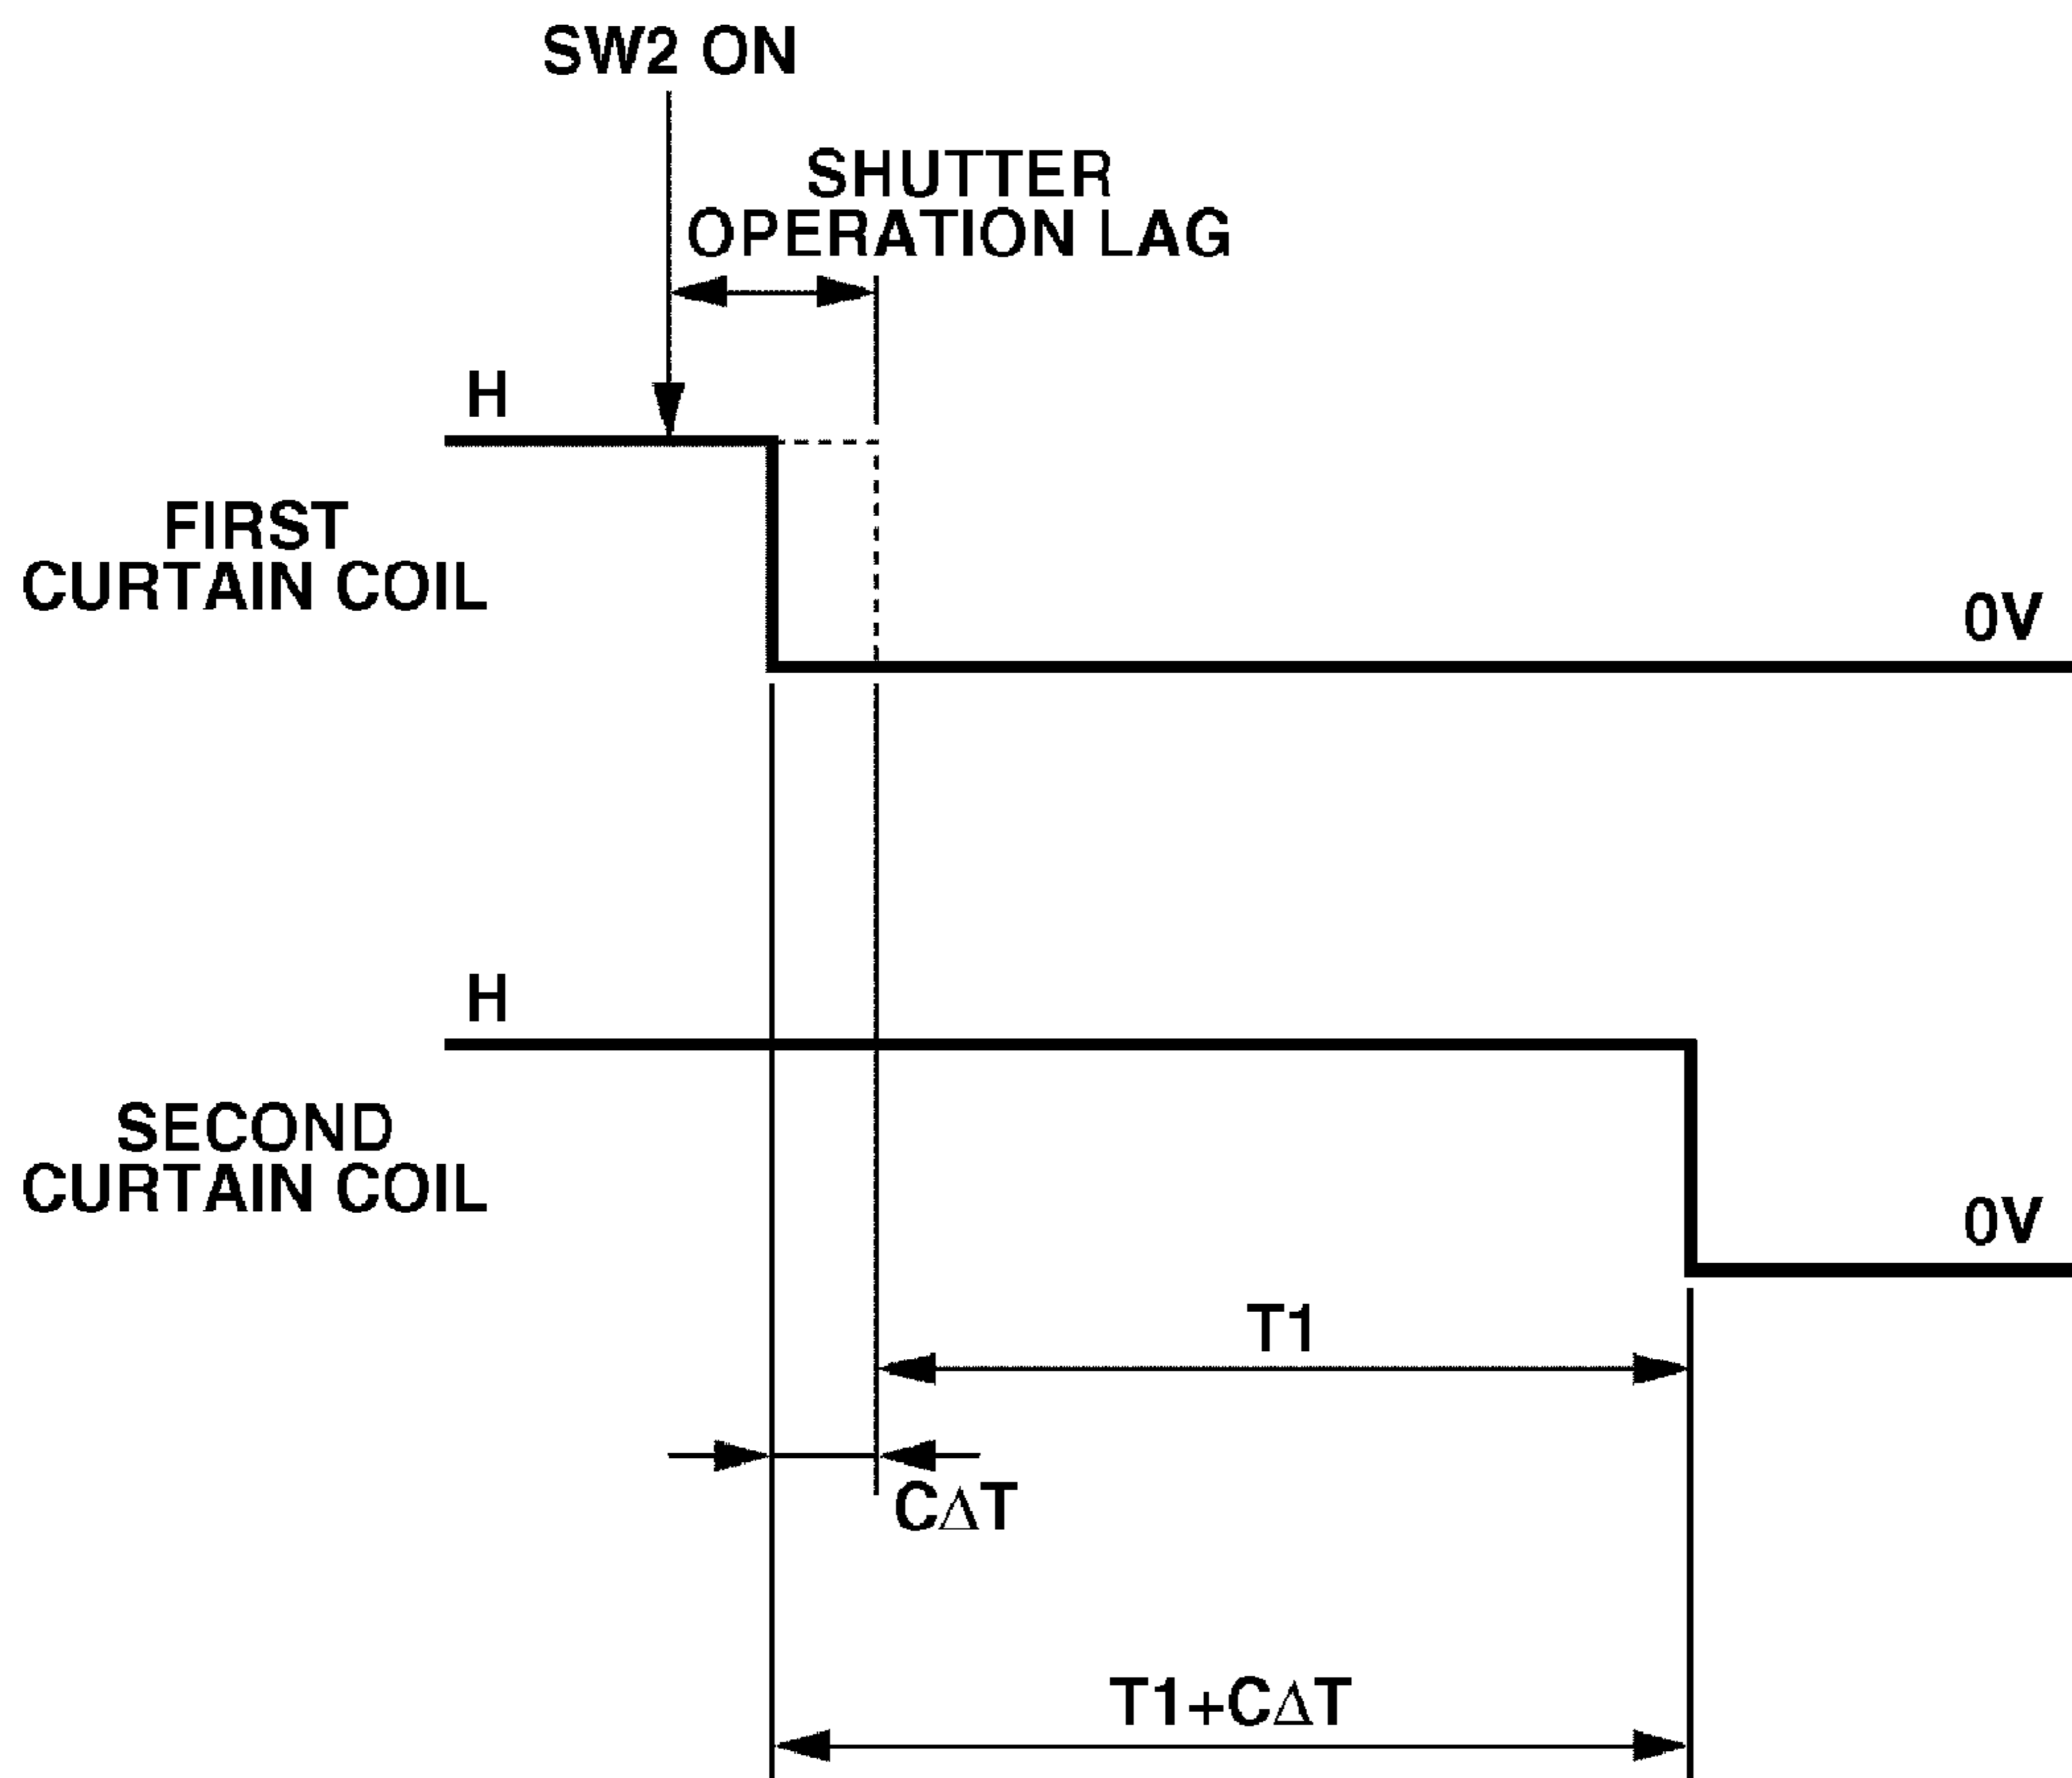 SW2 ON
SHUTTER
OPERATION LAG
H
FIRST
CURTAIN COIL
0V
H
SECOND
CURTAIN COIL
0V
T1
CΔT
T1+CΔT